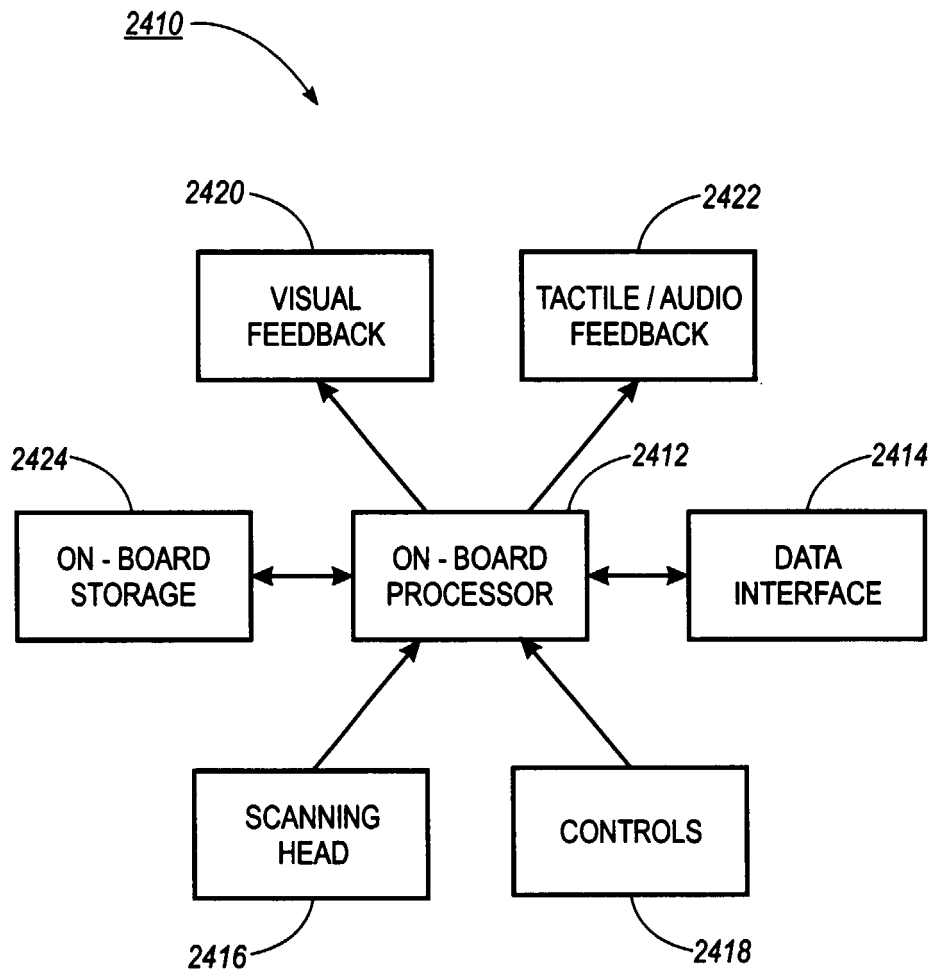 2410
2420
2422
VISUAL
FEEDBACK
TACTILE / AUDIO
FEEDBACK
2424
2412
2414
ON - BOARD
STORAGE
ON - BOARD
PROCESSOR
DATA
INTERFACE
SCANNING
HEAD
CONTROLS
2416
2418